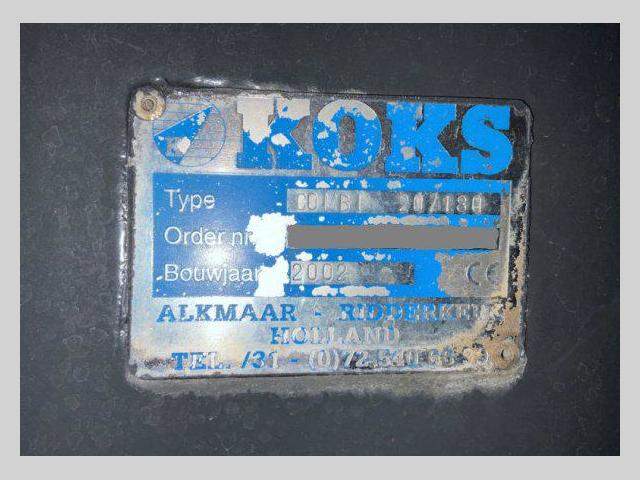 KOKS
Type COMBI 20/180
Order nr
Bouwjaar 2002 CE
ALKMAAR - RIDDERKERK
HOLLAND
TEL. /31 - (0)72